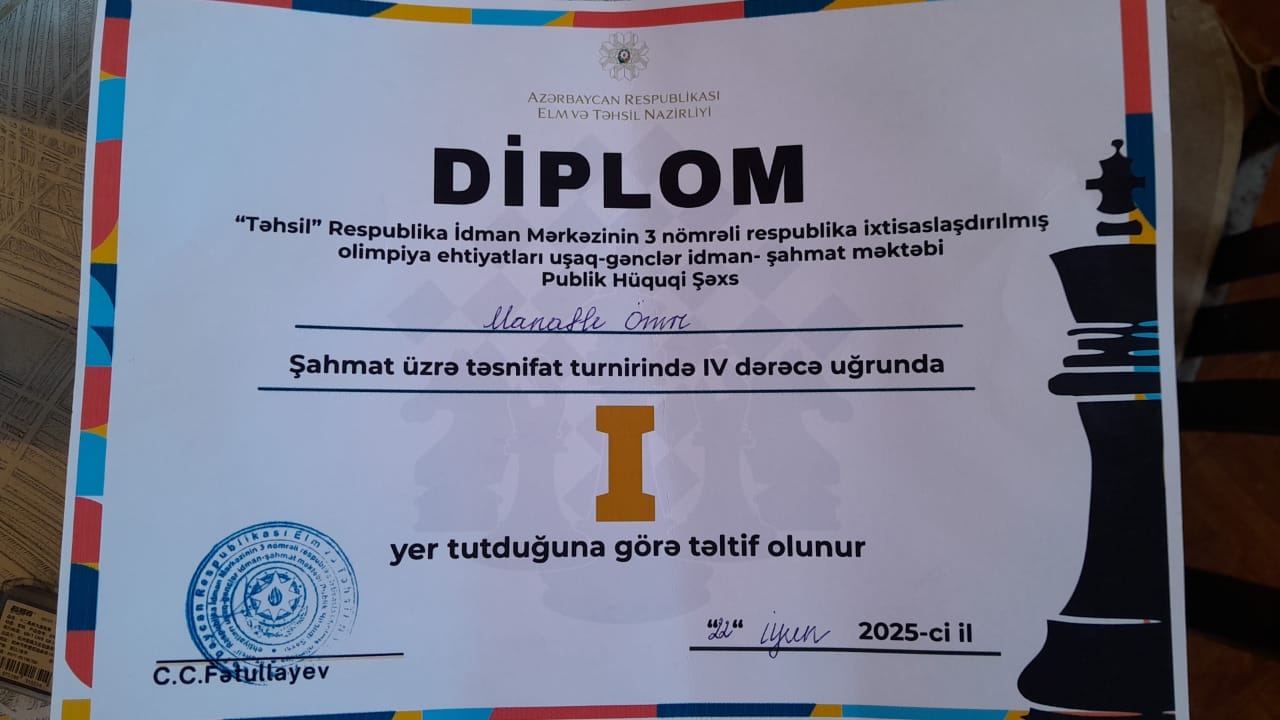 AZƏRBAYCAN RESPUBLİKASI
ELM VƏ TƏHSİL NAZİRLİYİ
DİPLOM
“Təhsil” Respublika İdman Mərkəzinin 3 nömrəli respublika ixtisaslaşdırılmış
olimpiya ehtiyatları uşaq-gənclər idman- şahmat məktəbi
Publik Hüquqi Şəxs
Ömr
Şahmat üzrə təsnifat turnirində IV dərəcə uğrunda
I
yer tutduğuna görə təltif olunur
“22“ iyun 2025-ci il
C.C.Fətullayev